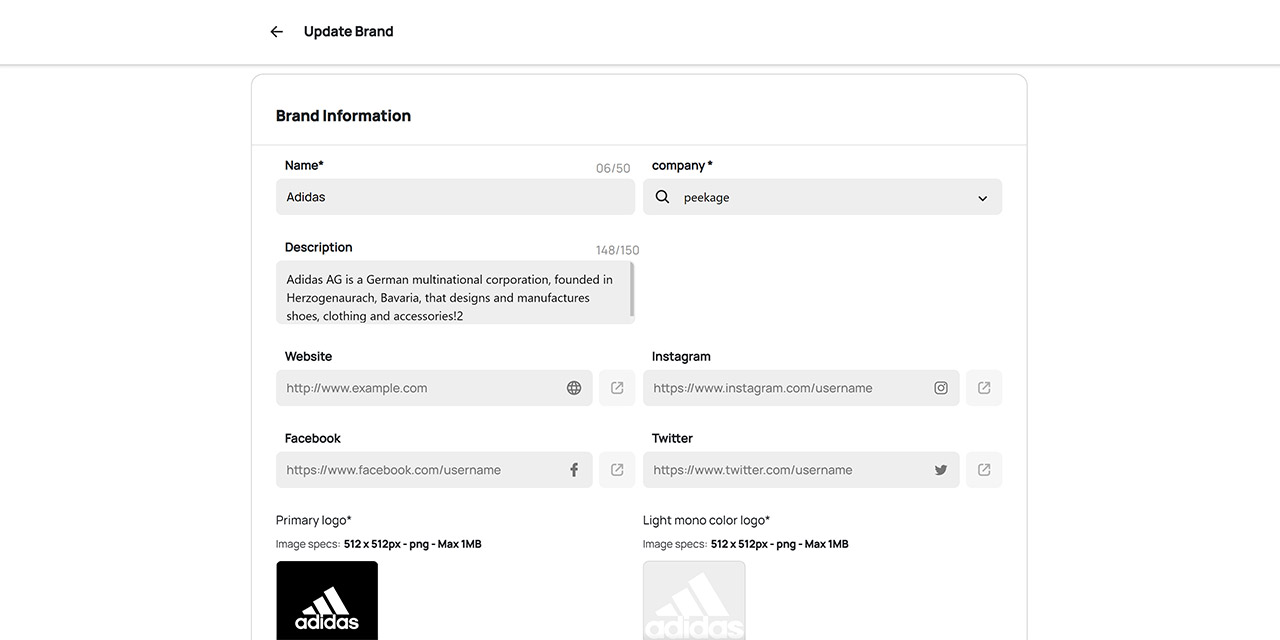 Update Brand
Brand Information
Name*
06/50
company *
Adidas
peekage
Description
148/150
Adidas AG is a German multinational corporation, founded in
Herzogenaurach, Bavaria, that designs and manufactures
shoes, clothing and accessories!2
Website
Instagram
http://www.example.com
https://www.instagram.com/username
Facebook
Twitter
https://www.facebook.com/username
https://www.twitter.com/username
Primary logo*
Light mono color logo*
Image specs: 512 x 512px - png - Max 1MB
Image specs: 512 x 512px - png - Max 1MB
adidas
adidas